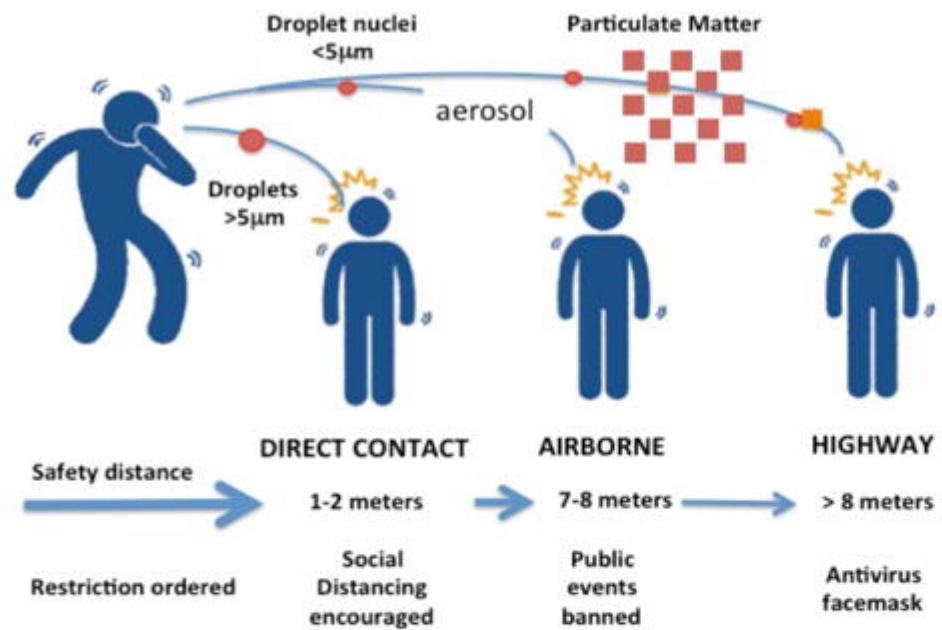 Droplet nuclei
<5μm
Particulate Matter
aerosol
Droplets
>5μm
DIRECT CONTACT
AIRBORNE
HIGHWAY
Safety distance
1-2 meters
7-8 meters
> 8 meters
Restriction ordered
Social
Distancing
encouraged
Public
events
banned
Antivirus
facemask